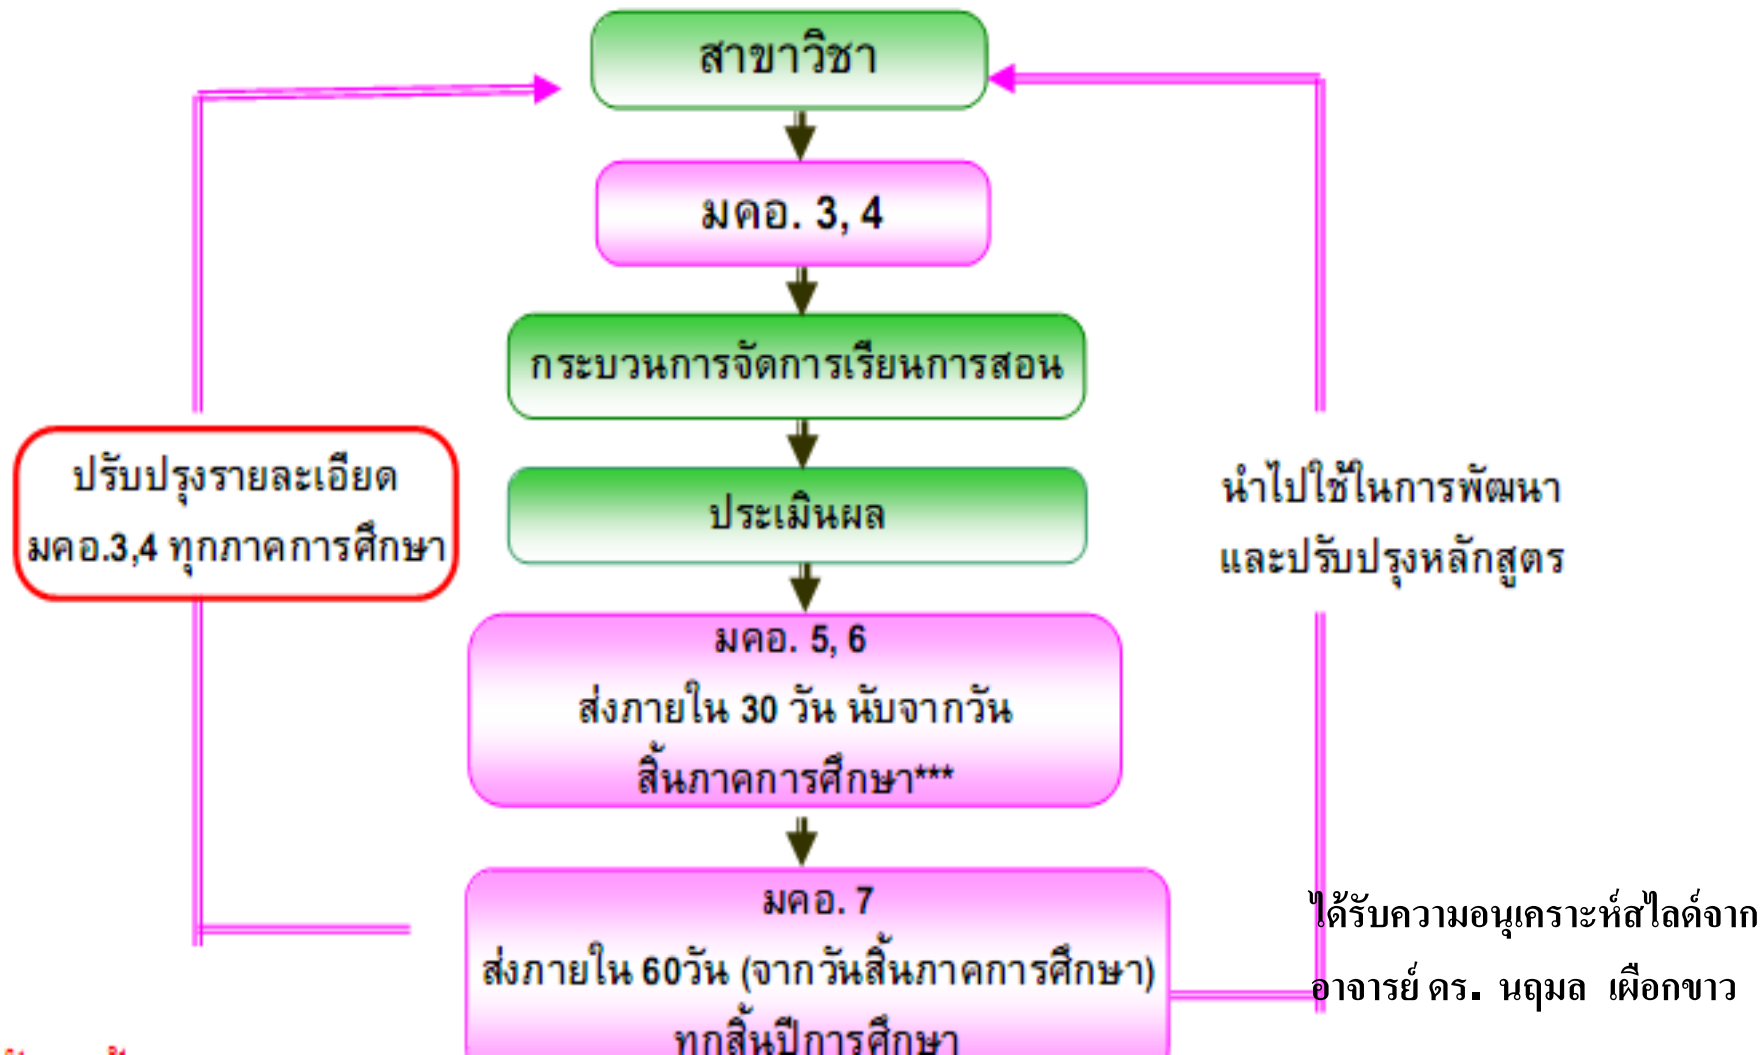 สาขาวิชา
มคอ. 3, 4
กระบวนการจัดการเรียนการสอน
ประเมินผล
มคอ. 5, 6
ส่งภายใน 30 วัน นับจากวัน
สิ้นภาคการศึกษา***
มคอ. 7
ส่งภายใน 60วัน (จากวันสิ้นภาคการศึกษา)
ทุกสิ้นปีการศึกษา
ปรับปรุงรายละเอียด
มคอ.3,4 ทุกภาคการศึกษา
นำไปใช้ในการพัฒนา
และปรับปรุงหลักสูตร
ได้รับความอนุเคราะห์สไลด์จาก
อาจารย์ ดร. นฤมล เผือกขาว